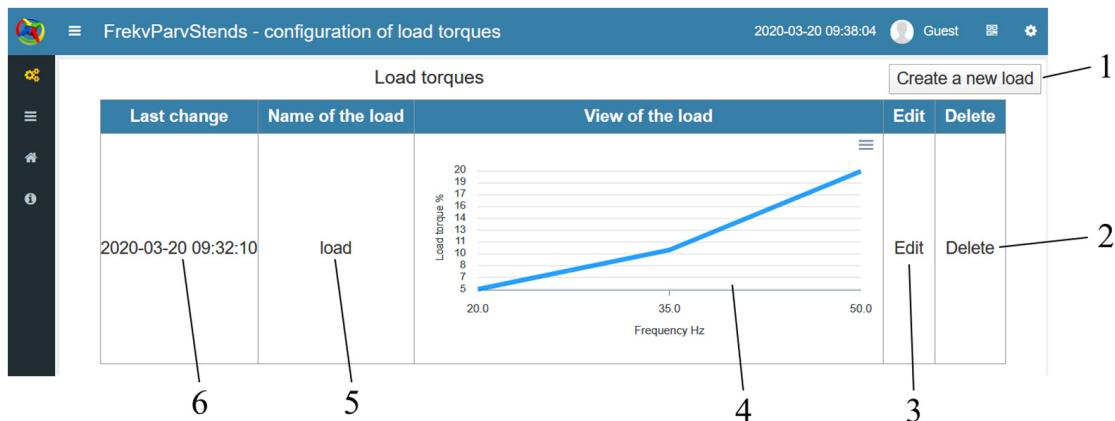 FrekvParvStends - configuration of load torques 2020-03-20 09:38:04 Guest
Load torques Create a new load 1
Last change Name of the load View of the load Edit Delete
20
19
17
16
14
13
11
10
8
7
5
Load torque %
20.0 35.0 50.0
Frequency Hz
2020-03-20 09:32:10 load Edit Delete 2
6 5 4 3